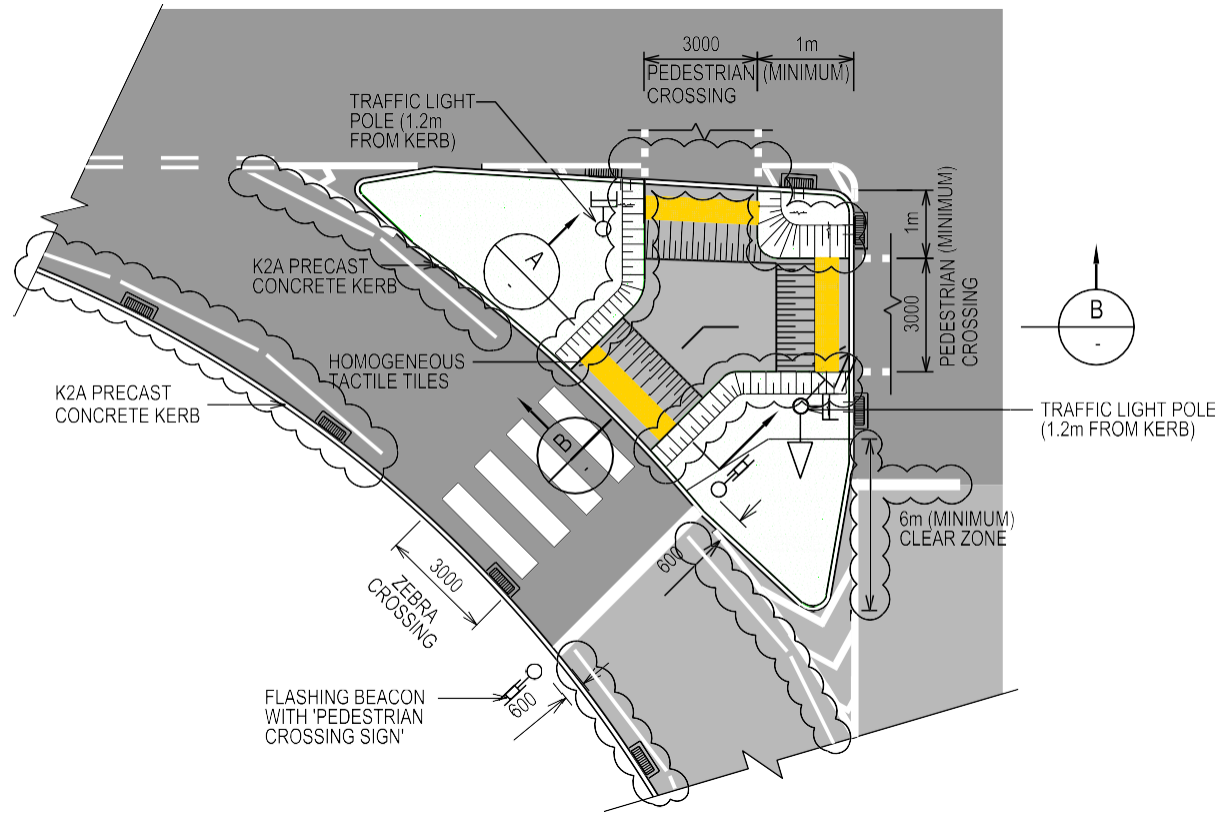 3000
1m
PEDESTRIAN
CROSSING
(MINIMUM)
TRAFFIC LIGHT
POLE (1.2m
FROM KERB)
1m
(MINIMUM)
3000
PEDESTRIAN
CROSSING
A
-
K2A PRECAST
CONCRETE KERB
B
-
HOMOGENEOUS
TACTILE TILES
K2A PRECAST
CONCRETE KERB
TRAFFIC LIGHT POLE
(1.2m FROM KERB)
B
-
6m (MINIMUM)
CLEAR ZONE
600
3000
ZEBRA
CROSSING
FLASHING BEACON
WITH 'PEDESTRIAN
CROSSING SIGN'
600